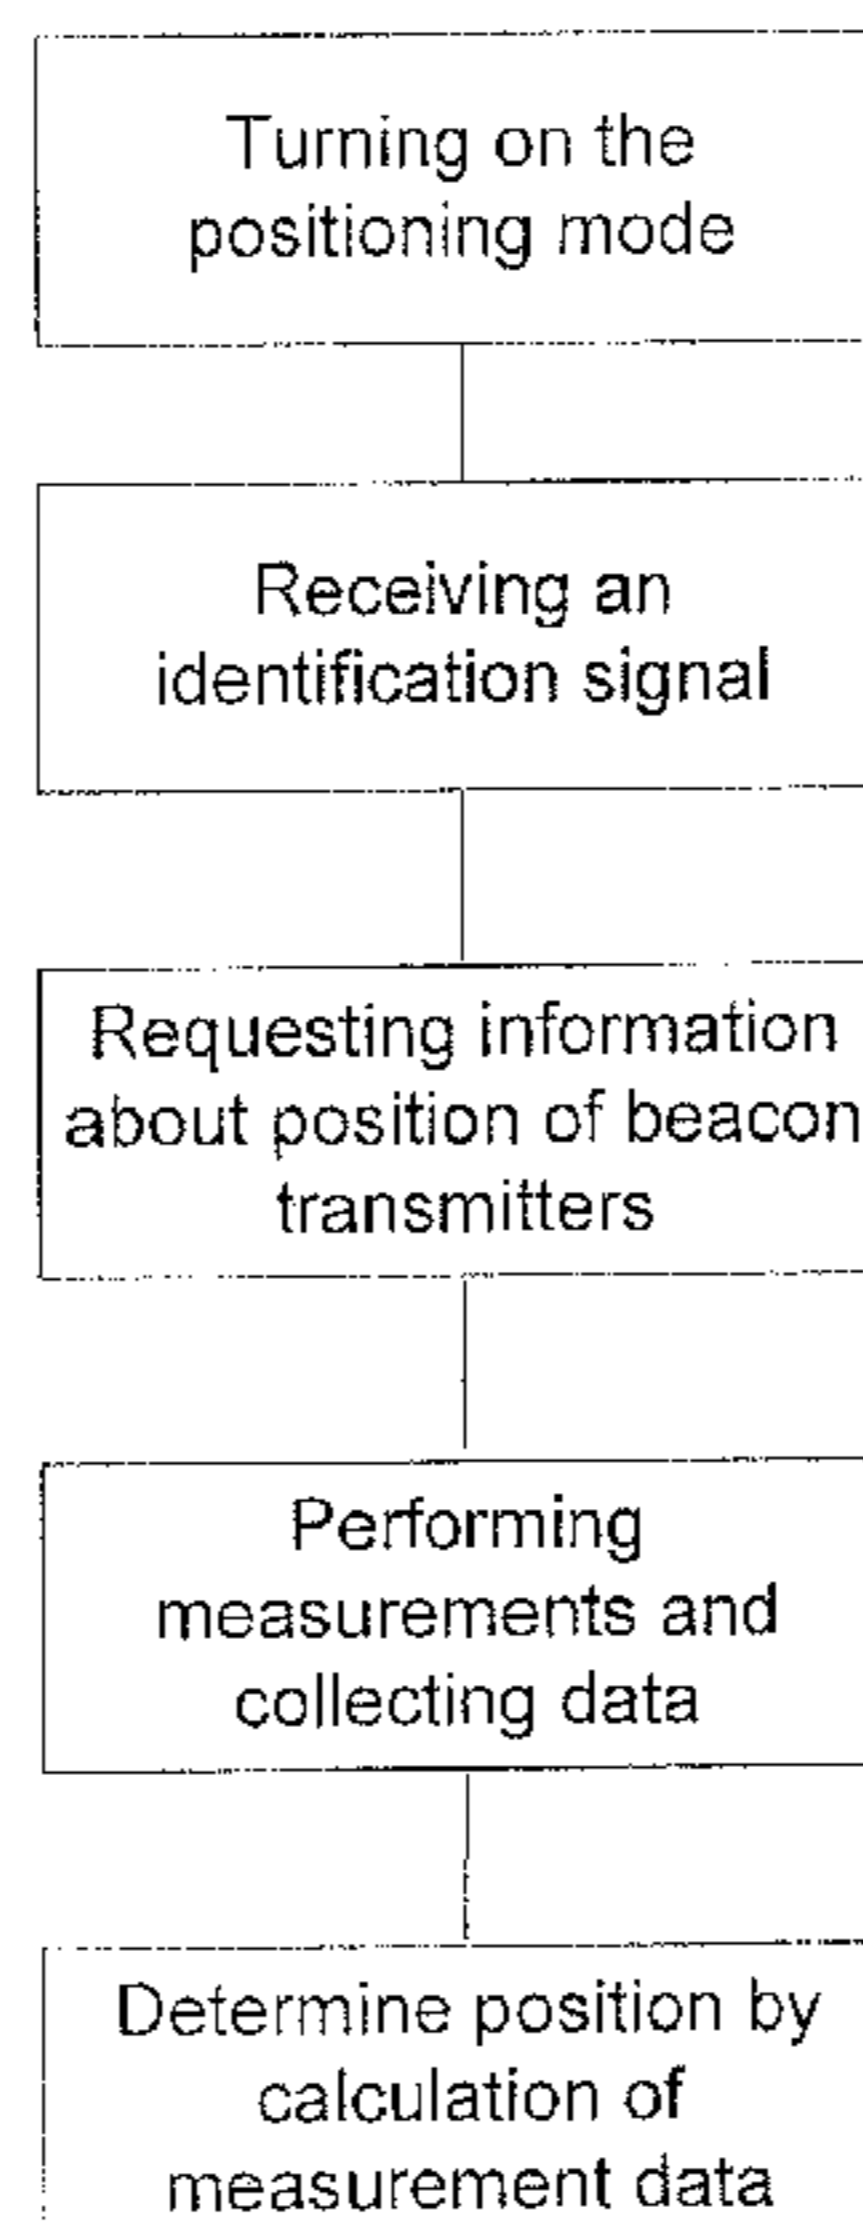 Turning on the
positioning mode
Receiving an
identification signal
Requesting information
about position of beacon
transmitters
Performing
measurements and
collecting data
Determine position by
calculation of
measurement data